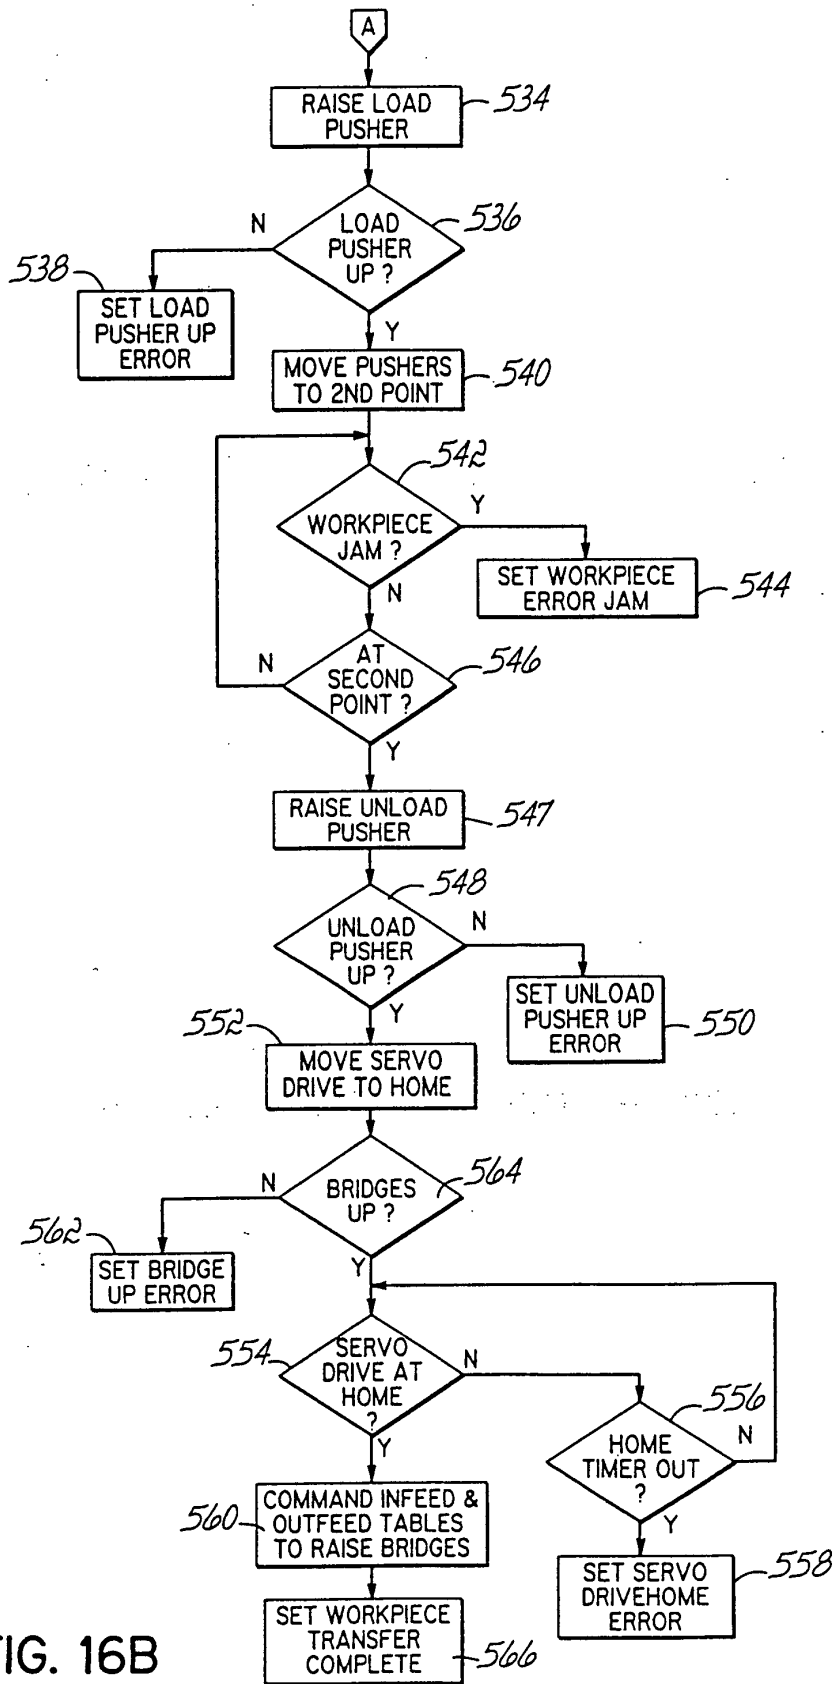 A
RAISE LOAD
PUSHER
534
LOAD
PUSHER
UP ?
536
N
Y
538
SET LOAD
PUSHER UP
ERROR
MOVE PUSHERS
TO 2ND POINT
540
542
WORKPIECE
JAM ?
Y
N
SET WORKPIECE
ERROR JAM
544
AT
SECOND
POINT ?
546
N
Y
RAISE UNLOAD
PUSHER
547
548
UNLOAD
PUSHER
UP ?
N
Y
SET UNLOAD
PUSHER UP
ERROR
550
552
MOVE SERVO
DRIVE TO HOME
BRIDGES
UP ?
564
N
Y
562
SET BRIDGE
UP ERROR
554
SERVO
DRIVE AT
HOME
?
N
Y
556
HOME
TIMER OUT
?
N
Y
560
COMMAND INFEED &
OUTFEED TABLES
TO RAISE BRIDGES
SET SERVO
DRIVEHOME
ERROR
558
SET WORKPIECE
TRANSFER
COMPLETE
566
FIG. 16B